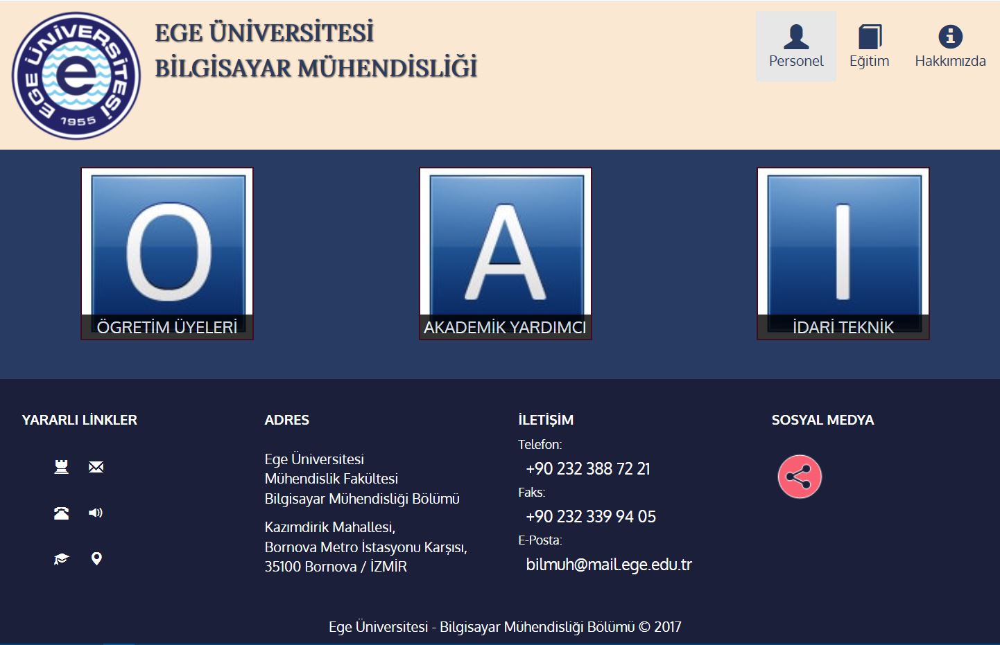 EGE ÜNİVERSİTESİ
1955
e
EGE ÜNİVERSİTESİ
BİLGİSAYAR MÜHENDİSLİĞİ
Personel
Eğitim
Hakkımızda
O
ÖGRETİM ÜYELERİ
A
AKADEMİK YARDIMCI
I
İDARİ TEKNİK
YARARLI LİNKLER
ADRES
Ege Üniversitesi
Mühendislik Fakültesi
Bilgisayar Mühendisliği Bölümü
Kazımdirik Mahallesi,
Bornova Metro İstasyonu Karşısı,
35100 Bornova / İZMİR
İLETİŞİM
Telefon:
+90 232 388 72 21
Faks:
+90 232 339 94 05
E-Posta:
bilmuh@mail.ege.edu.tr
SOSYAL MEDYA
Ege Üniversitesi - Bilgisayar Mühendisliği Bölümü © 2017